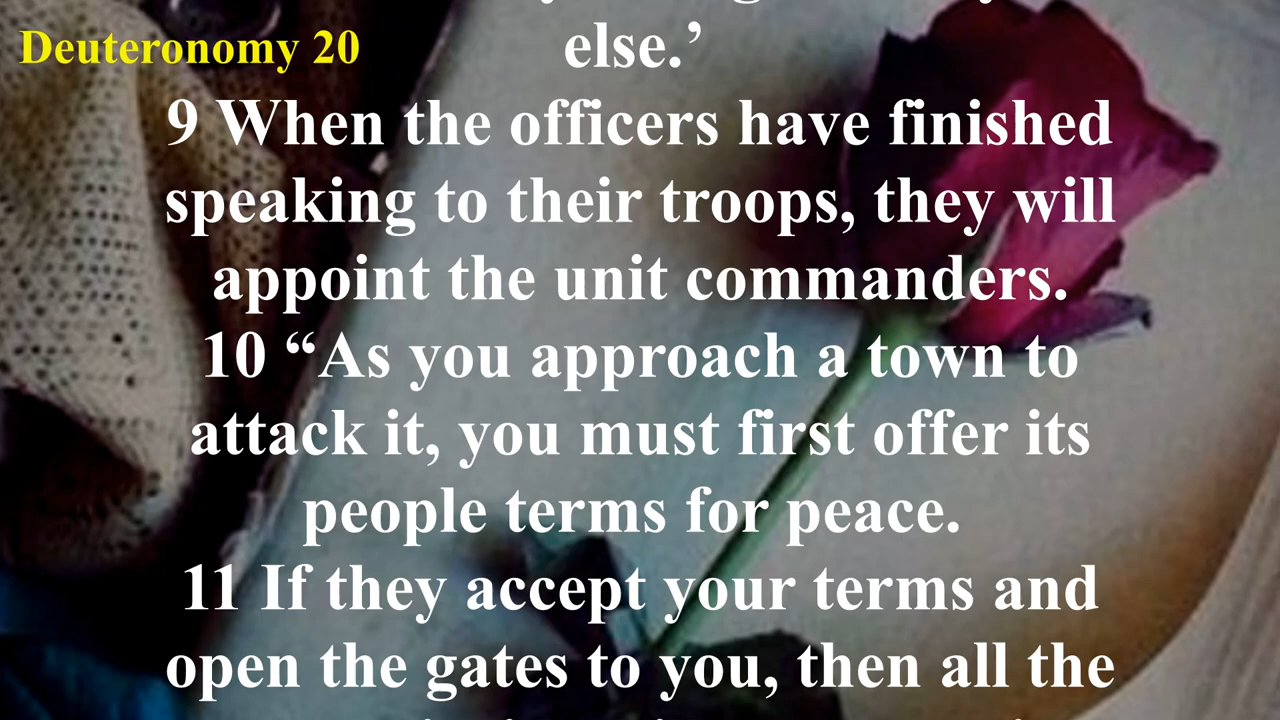 Deuteronomy 20
else.’
9 When the officers have finished
speaking to their troops, they will
appoint the unit commanders.
10 “As you approach a town to
attack it, you must first offer its
people terms for peace.
11 If they accept your terms and
open the gates to you, then all the